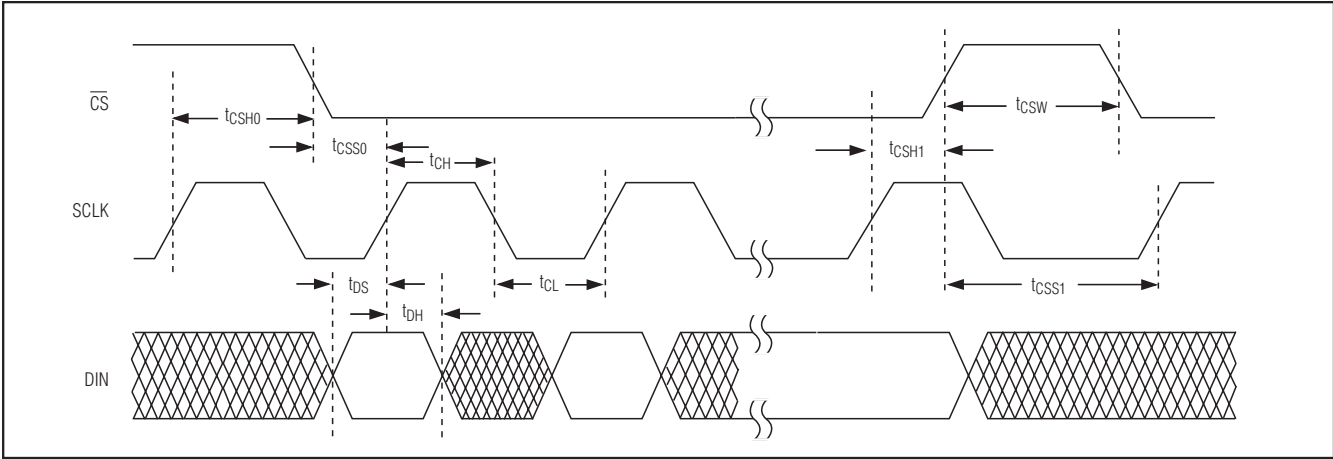 CS
tCSH0
tCSS0
tCH
tCSH1
tCSW
SCLK
tDS
tDH
tCL
tCSS1
DIN